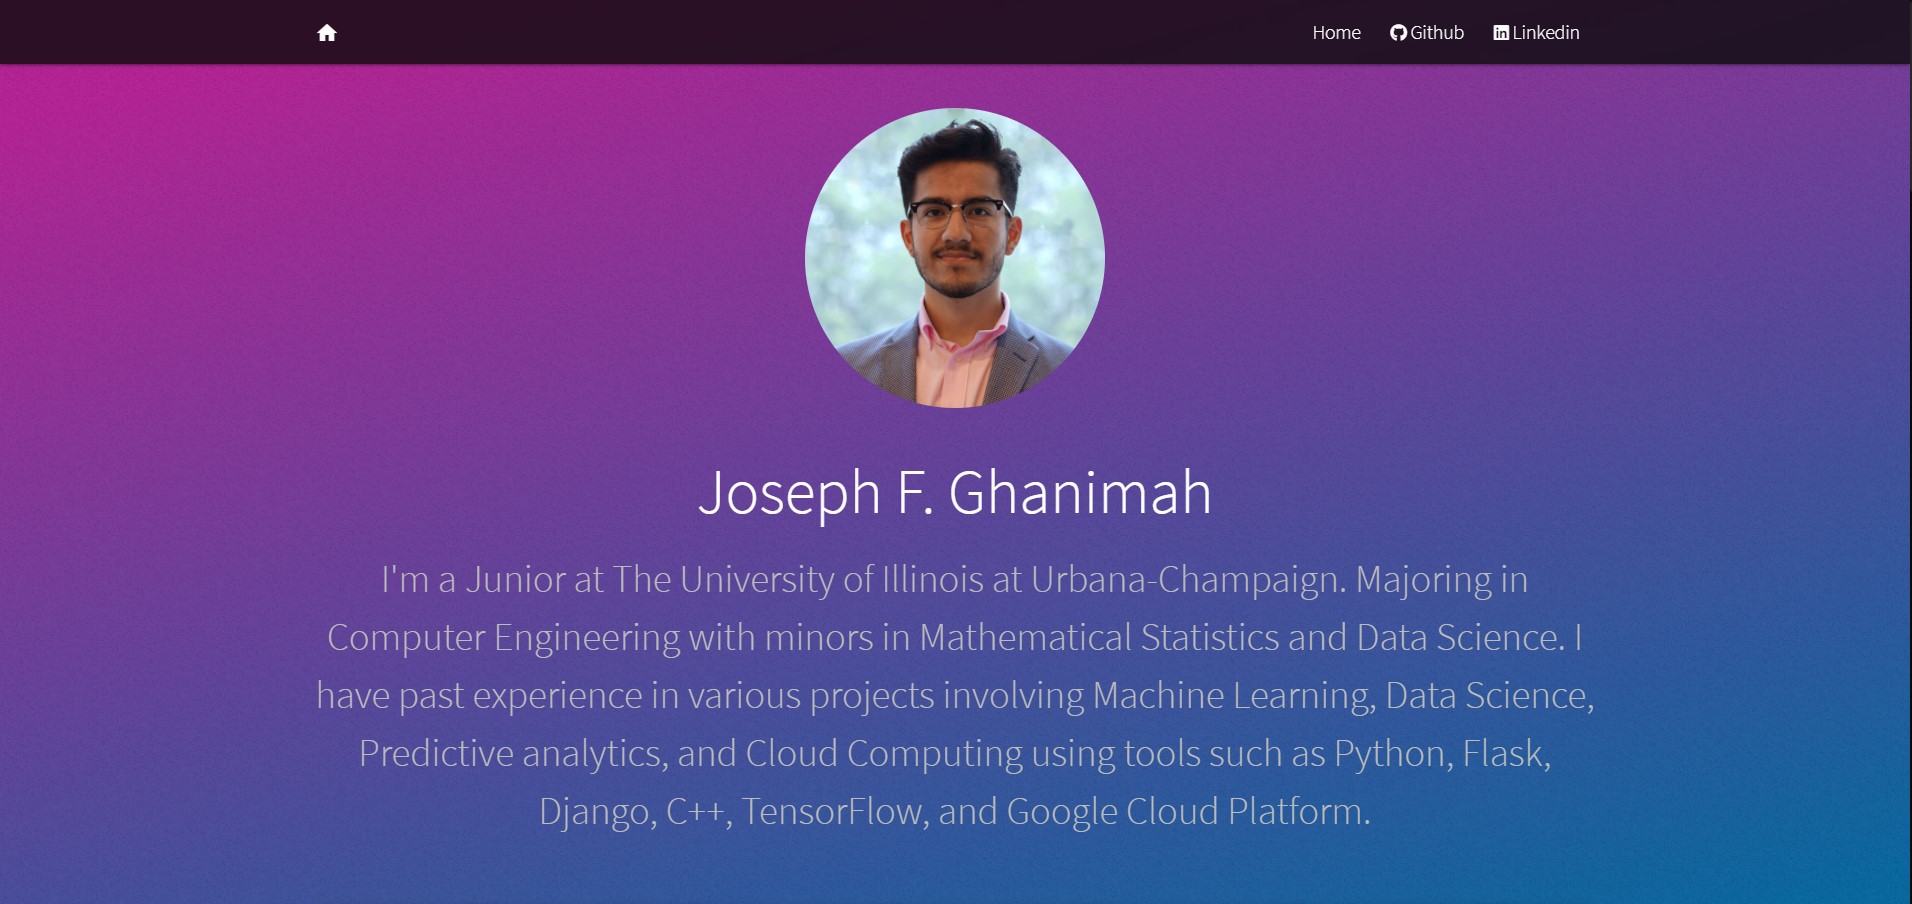 Home Github Linkedin
Joseph F. Ghanimah
I'm a Junior at The University of Illinois at Urbana-Champaign. Majoring in
Computer Engineering with minors in Mathematical Statistics and Data Science. I
have past experience in various projects involving Machine Learning, Data Science,
Predictive analytics, and Cloud Computing using tools such as Python, Flask,
Django, C++, TensorFlow, and Google Cloud Platform.